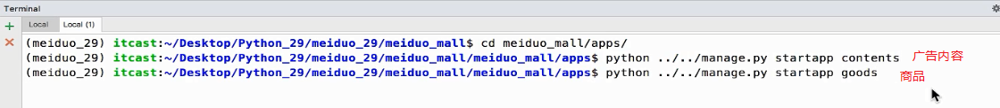 Terminal
Local Local (1)
(meiduo_29) itcast:~/Desktop/Python_29/meiduo_29/meiduo_mall$ cd meiduo_mall/apps/
(meiduo_29) itcast:~/Desktop/Python_29/meiduo_29/meiduo_mall/meiduo_mall/apps$ python ../../manage.py startapp contents 广告内容
(meiduo_29) itcast:~/Desktop/Python_29/meiduo_29/meiduo_mall/meiduo_mall/apps$ python ../../manage.py startapp goods 商品